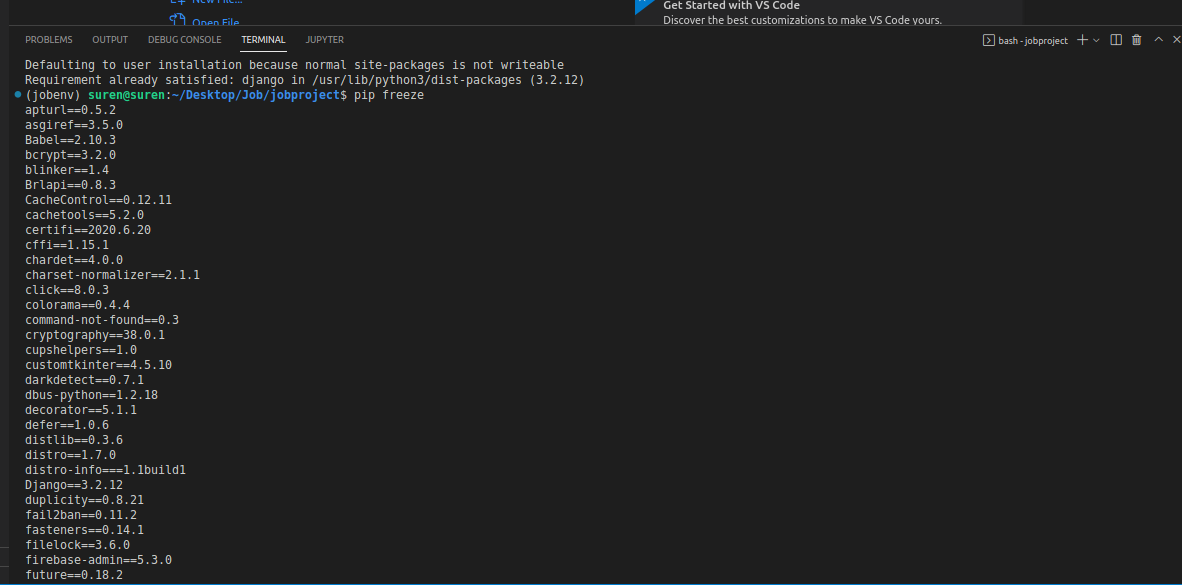 New File...
Open File
Get Started with VS Code
Discover the best customizations to make VS Code yours.
PROBLEMS OUTPUT DEBUG CONSOLE TERMINAL JUPYTER
bash - jobproject
Defaulting to user installation because normal site-packages is not writeable
Requirement already satisfied: django in /usr/lib/python3/dist-packages (3.2.12)
(jobenv) suren@suren:~/Desktop/Job/jobproject$ pip freeze
apturl==0.5.2
asgiref==3.5.0
Babel==2.10.3
bcrypt==3.2.0
blinker==1.4
Brlapi==0.8.3
CacheControl==0.12.11
cachetools==5.2.0
certifi==2020.6.20
cffi==1.15.1
chardet==4.0.0
charset-normalizer==2.1.1
click==8.0.3
colorama==0.4.4
command-not-found==0.3
cryptography==38.0.1
cupshelpers==1.0
customtkinter==4.5.10
darkdetect==0.7.1
dbus-python==1.2.18
decorator==5.1.1
defer==1.0.6
distlib==0.3.6
distro==1.7.0
distro-info===1.1build1
Django==3.2.12
duplicity==0.8.21
fail2ban==0.11.2
fasteners==0.14.1
filelock==3.6.0
firebase-admin==5.3.0
future==0.18.2